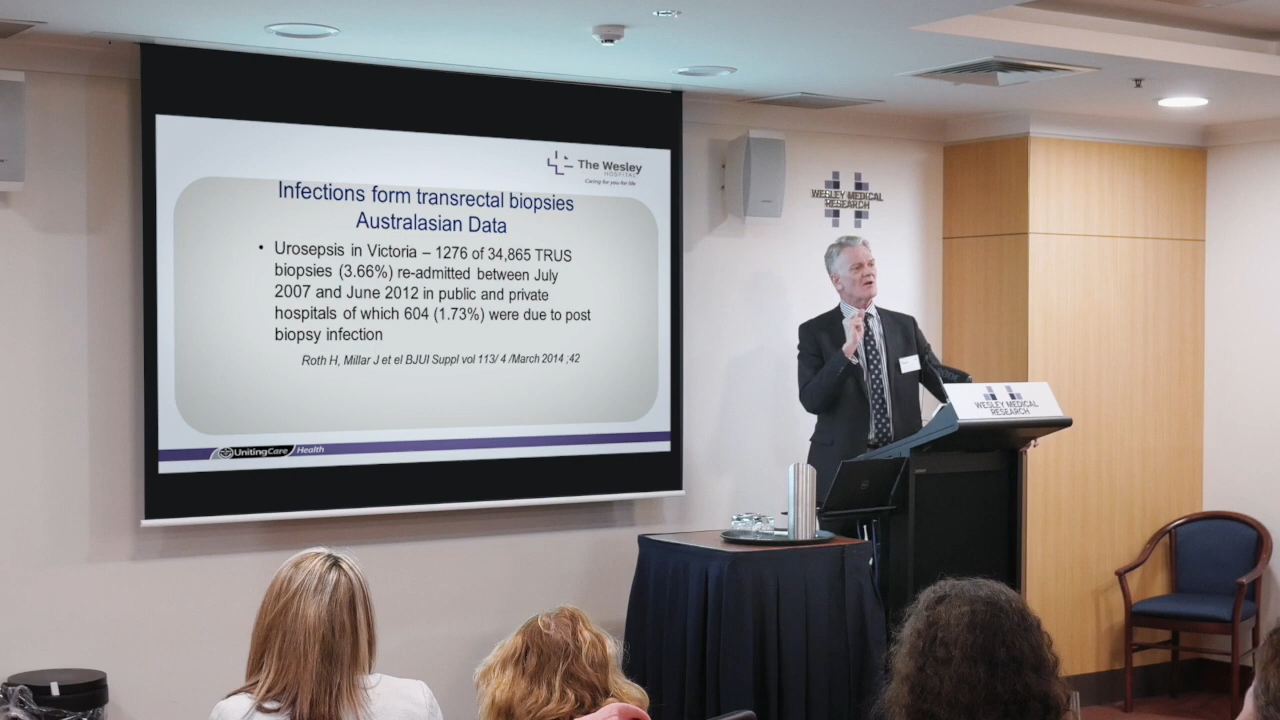 The Wesley
HOSPITAL
Caring for you for life
Infections form transrectal biopsies
Australasian Data
• Urosepsis in Victoria – 1276 of 34,865 TRUS
biopsies (3.66%) re-admitted between July
2007 and June 2012 in public and private
hospitals of which 604 (1.73%) were due to post
biopsy infection
Roth H, Millar J et el BJUI Suppl vol 113/ 4 /March 2014 ;42
UnitingCare Health
WESLEY MEDICAL
RESEARCH
WESLEY MEDICAL
RESEARCH